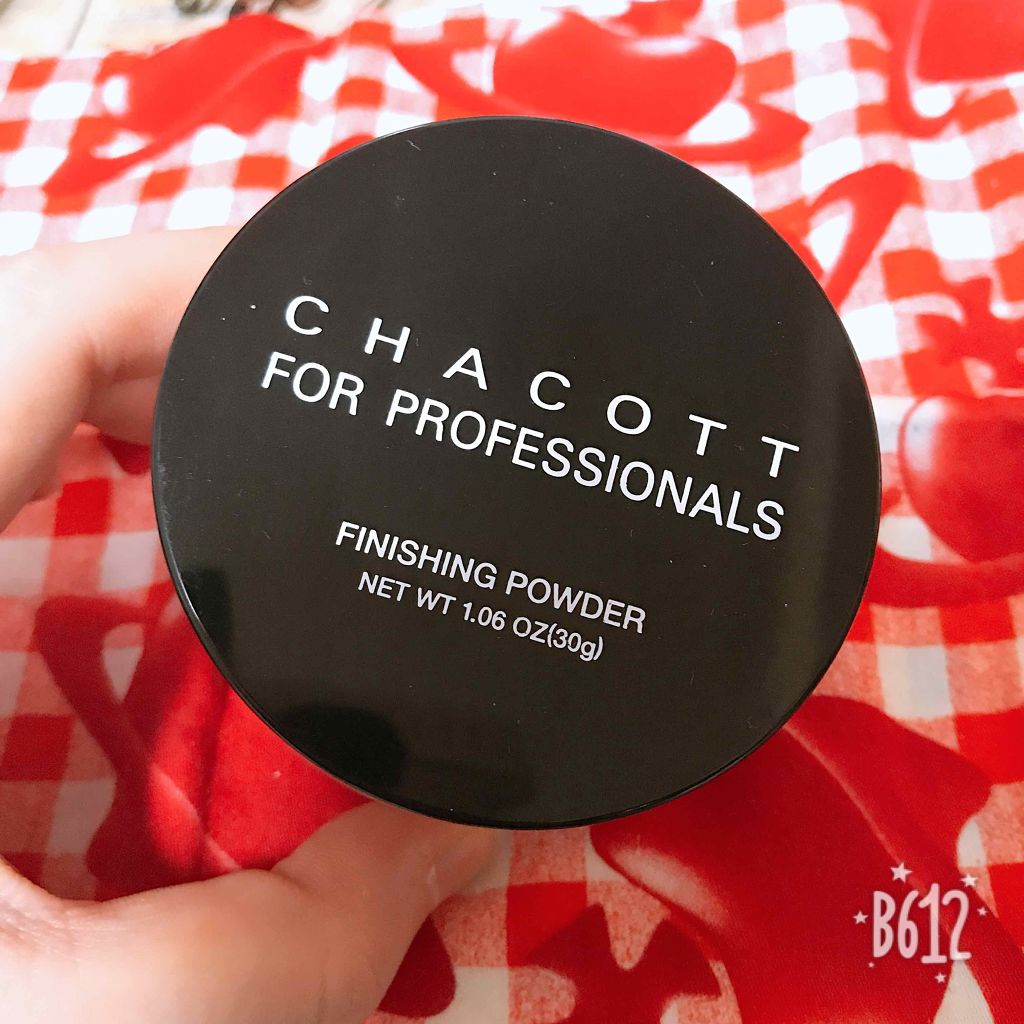 CHACOTT
FOR PROFESSIONALS
FINISHING POWDER
NET WT 1.06 OZ(30g)
B612